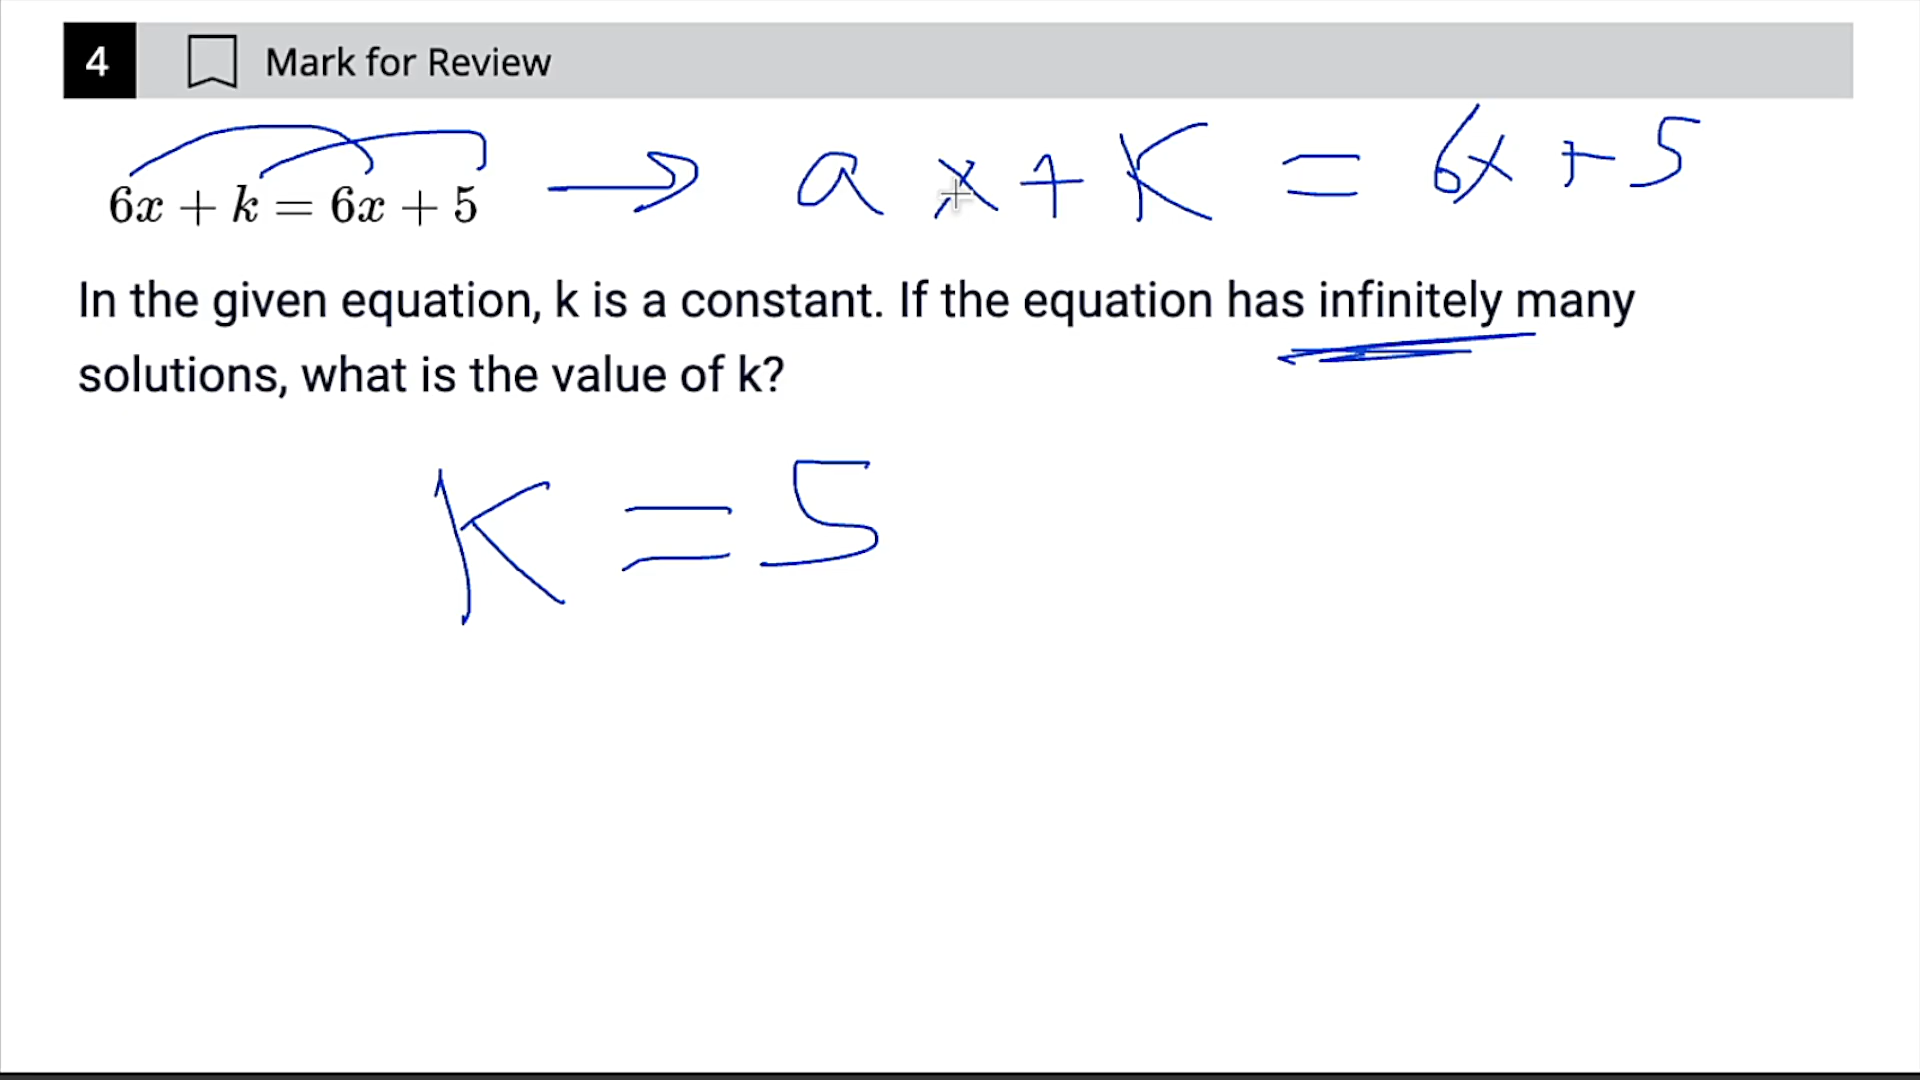 4 Mark for Review
6x + k = 6x + 5 → ax + K = 6x + 5
In the given equation, k is a constant. If the equation has infinitely many
solutions, what is the value of k?
K = 5